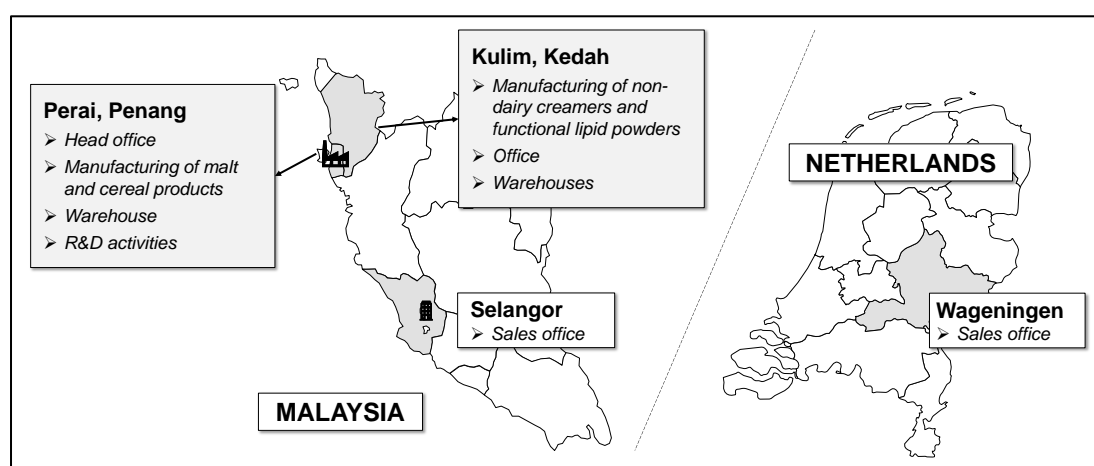 Perai, Penang
➢ Head office
➢ Manufacturing of malt
and cereal products
➢ Warehouse
➢ R&D activities
Kulim, Kedah
➢ Manufacturing of non-
dairy creamers and
functional lipid powders
➢ Office
➢ Warehouses
Selangor
➢ Sales office
MALAYSIA
NETHERLANDS
Wageningen
➢ Sales office